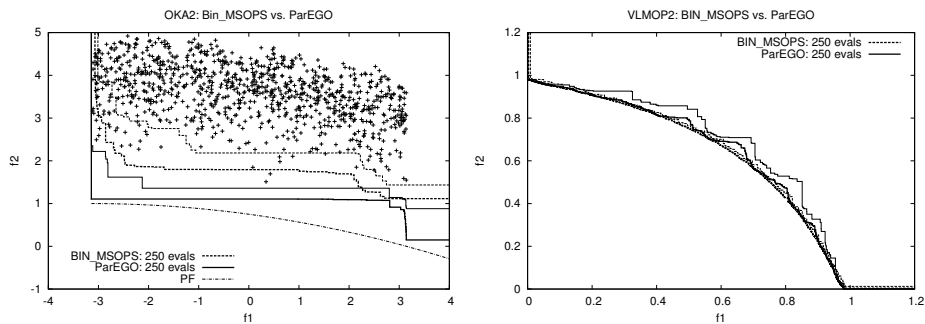 OKA2: Bin_MSOPS vs. ParEGO
5
4
3
2
1
0
-1
f2
BIN_MSOPS: 250 evals
ParEGO: 250 evals
PF
-4 -3 -2 -1 0 1 2 3 4
f1
VLMOP2: BIN_MSOPS vs. ParEGO
BIN_MSOPS: 250 evals
ParEGO: 250 evals
1.2
1
0.8
0.6
0.4
0.2
0
f2
0 0.2 0.4 0.6 0.8 1 1.2
f1